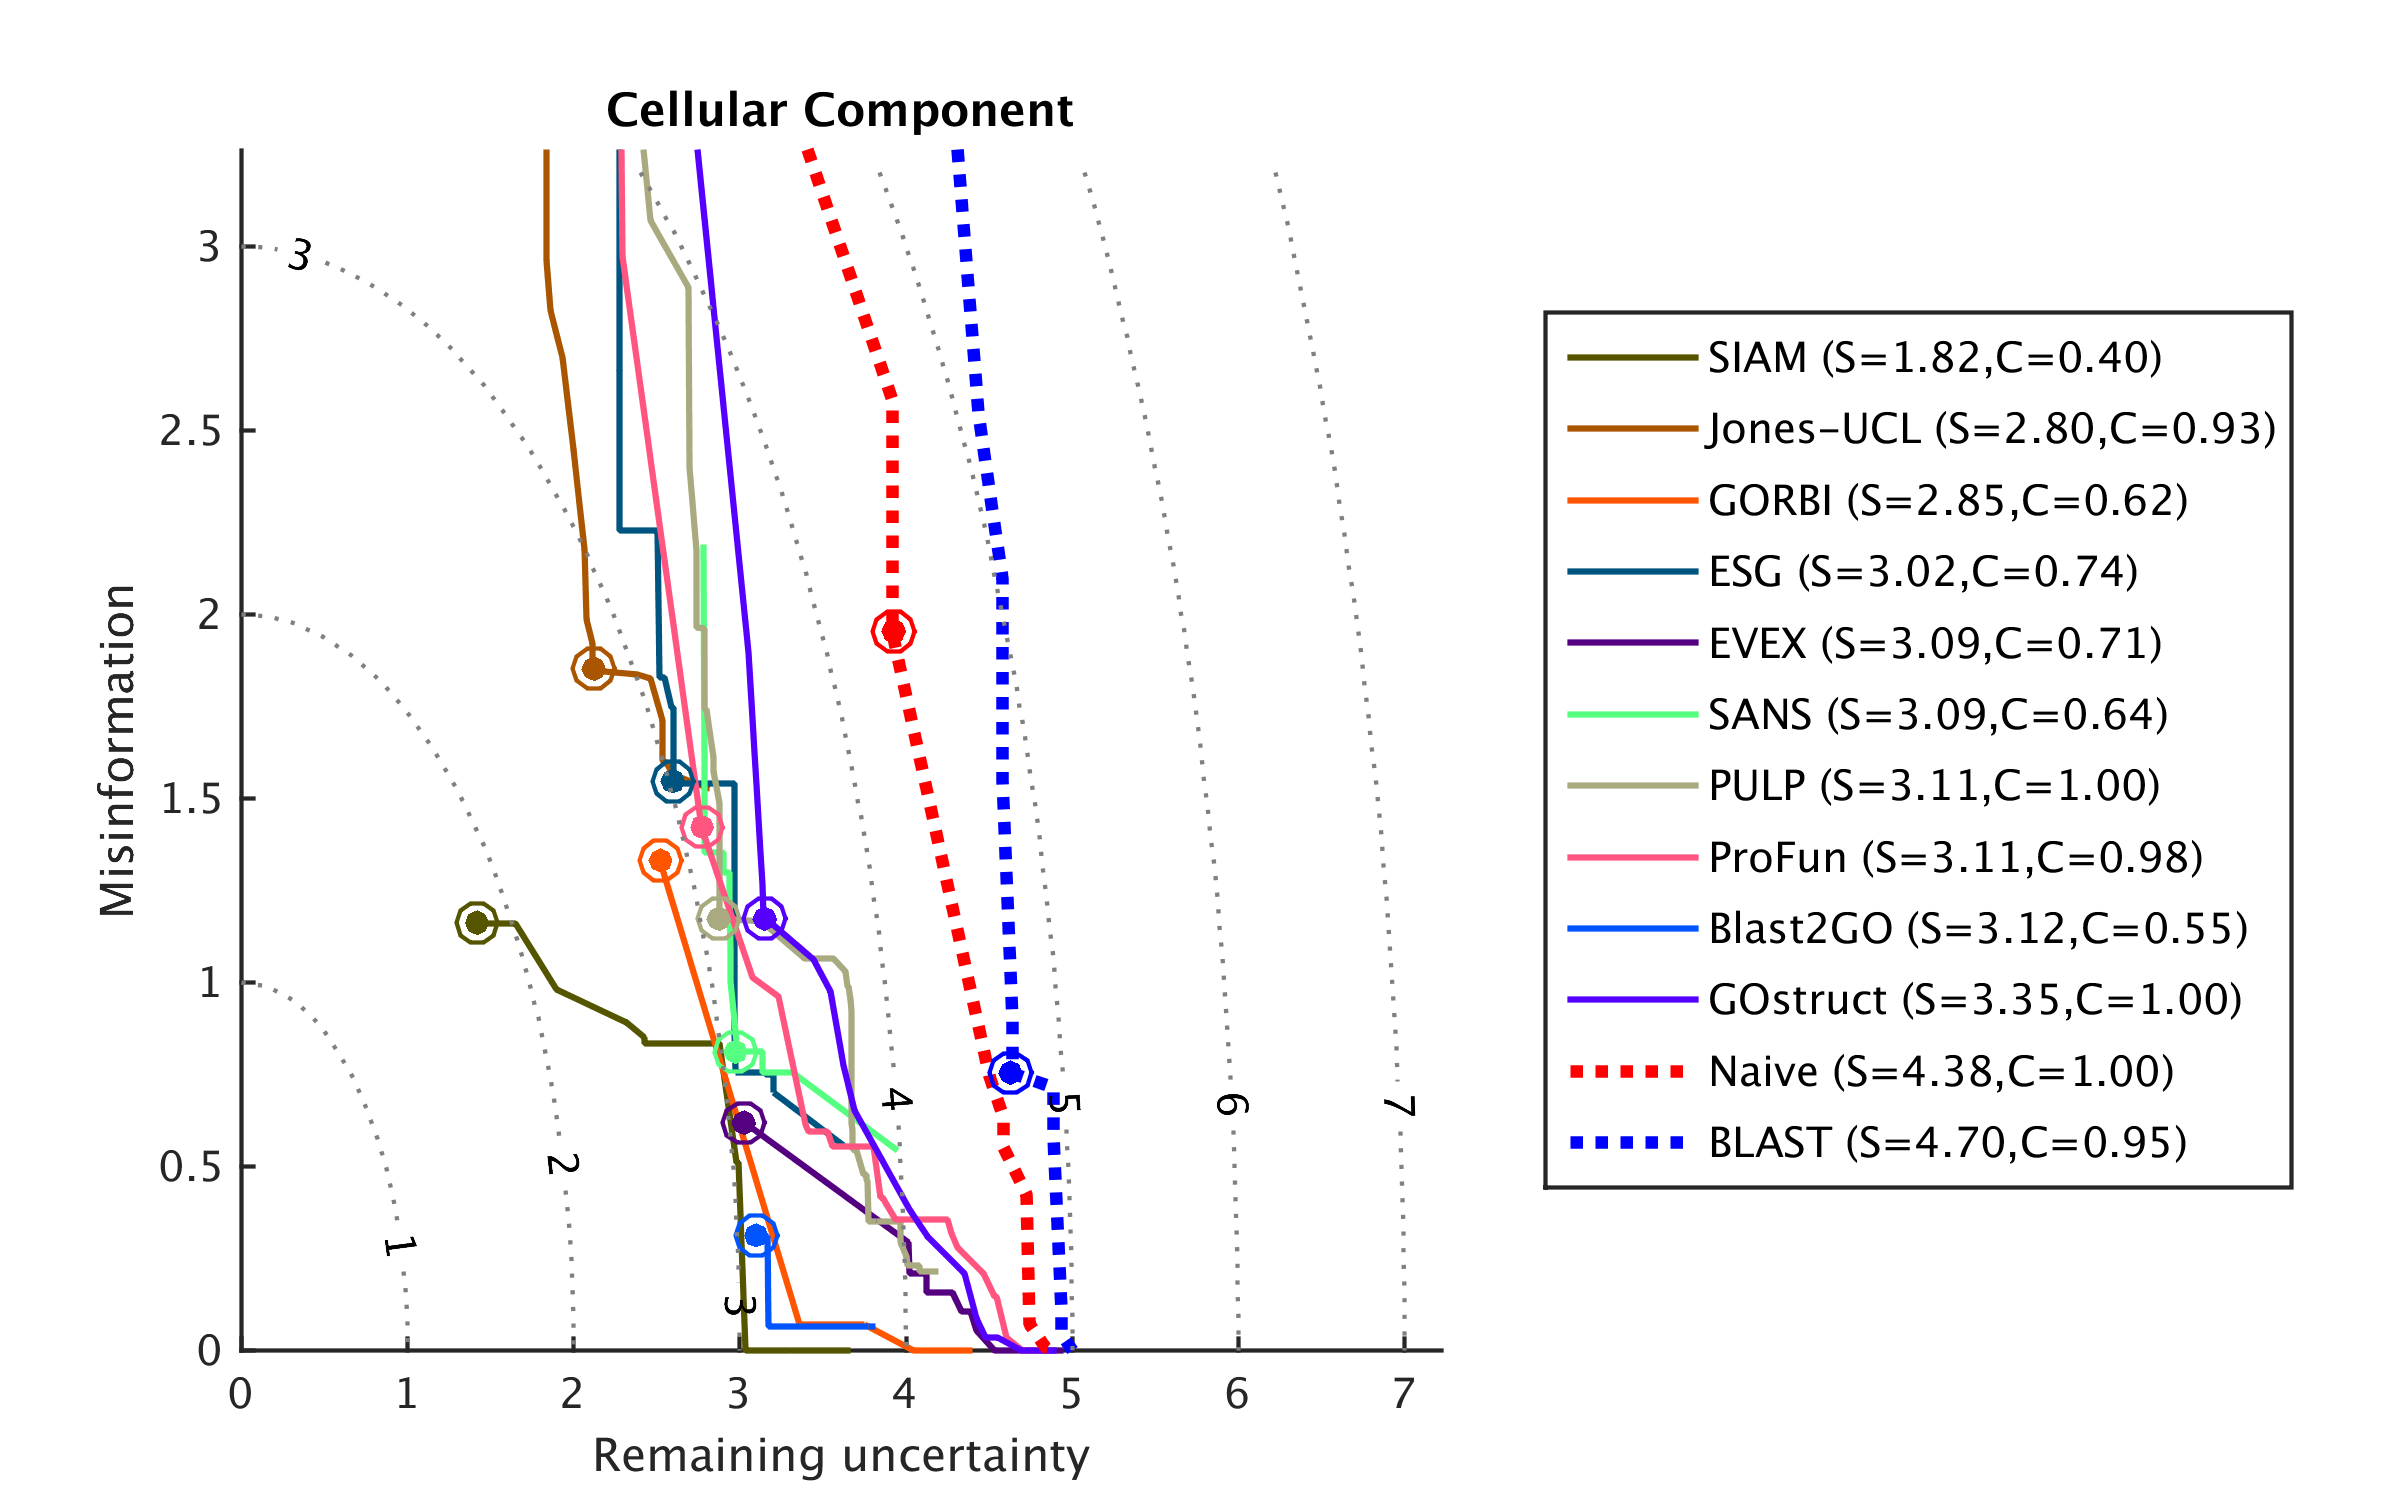 Cellular Component
3
2.5
2
1.5
1
0.5
0
Misinformation
3
1
2
3
4
5
6
7
0 1 2 3 4 5 6 7
Remaining uncertainty
SIAM (S=1.82,C=0.40)
Jones-UCL (S=2.80,C=0.93)
GORBI (S=2.85,C=0.62)
ESG (S=3.02,C=0.74)
EVEX (S=3.09,C=0.71)
SANS (S=3.09,C=0.64)
PULP (S=3.11,C=1.00)
ProFun (S=3.11,C=0.98)
Blast2GO (S=3.12,C=0.55)
GOstruct (S=3.35,C=1.00)
Naive (S=4.38,C=1.00)
BLAST (S=4.70,C=0.95)